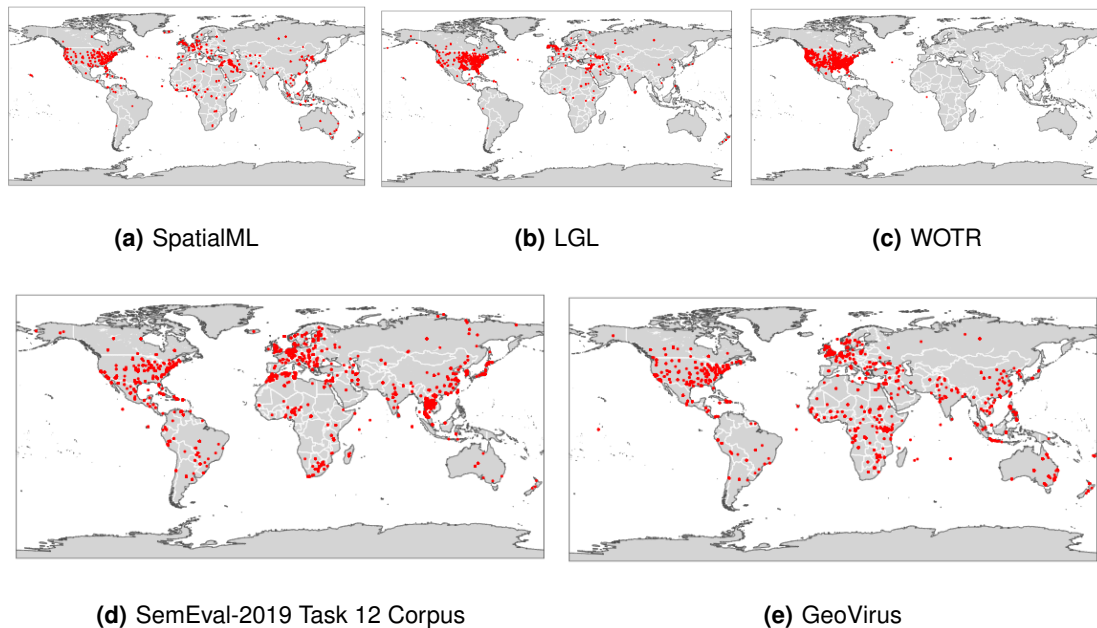 (a) SpatialML
(b) LGL
(c) WOTR
(d) SemEval-2019 Task 12 Corpus
(e) GeoVirus